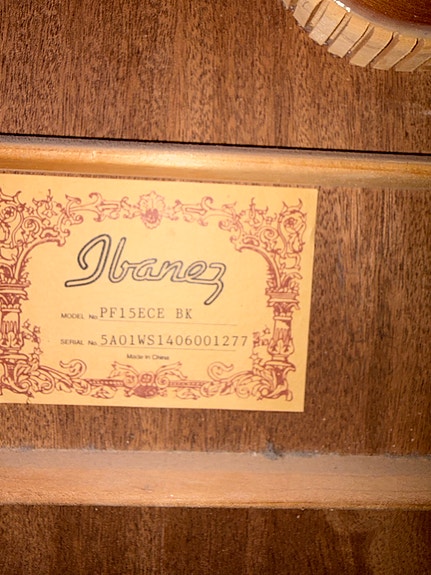 Ibanez
MODEL No. PF15ECE BK
SERIAL No. 5A01WS1406001277
Made in China